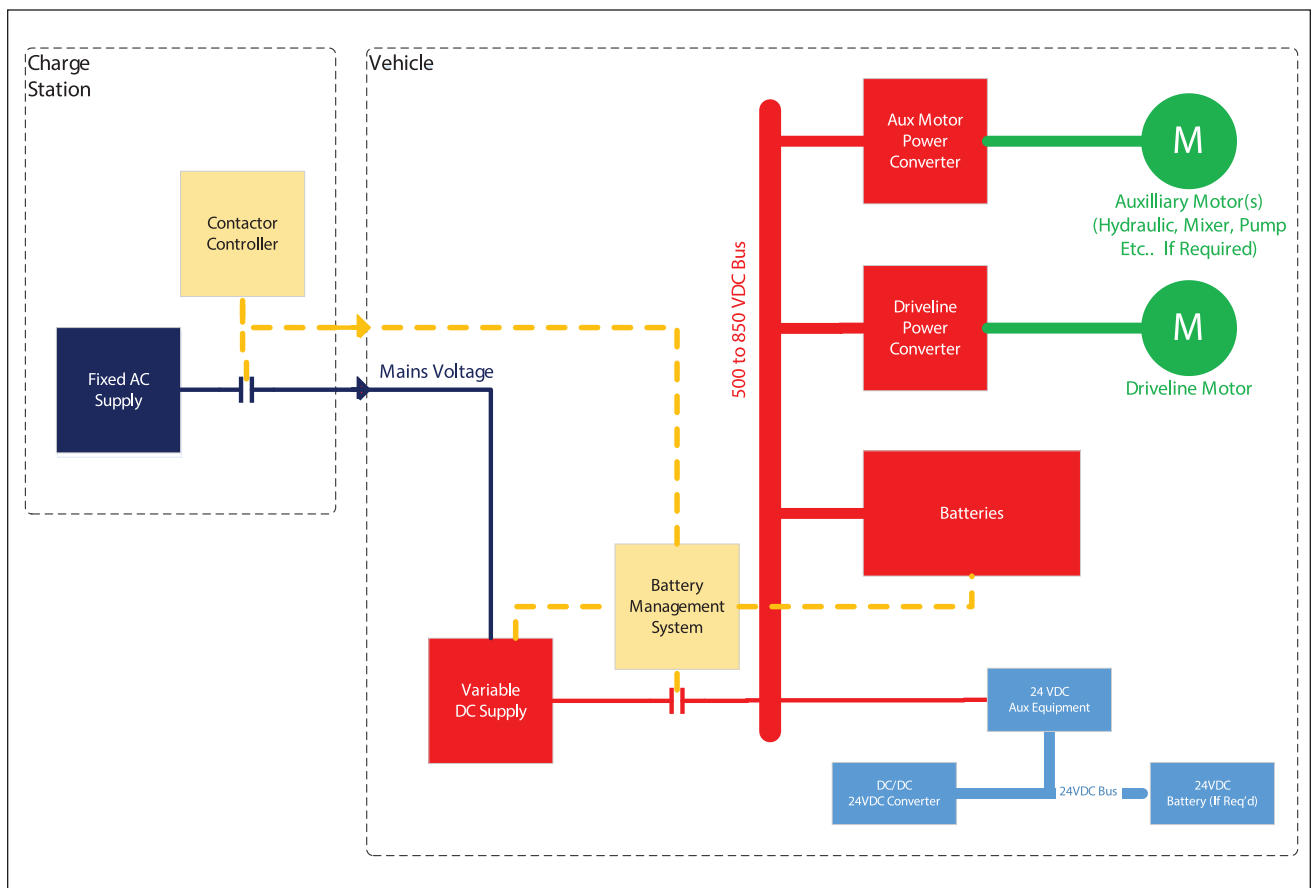 Charge
Station
Vehicle
Contactor
Controller
Fixed AC
Supply
Mains Voltage
500 to 850 VDC Bus
Aux Motor
Power
Converter
M
Auxilliary Motor(s)
(Hydraulic, Mixer, Pump
Etc.. If Required)
Driveline
Power
Converter
M
Driveline Motor
Batteries
Battery
Management
System
Variable
DC Supply
24 VDC
Aux Equipment
DC/DC
24VDC Converter
24VDC Bus
24VDC
Battery (If Req'd)